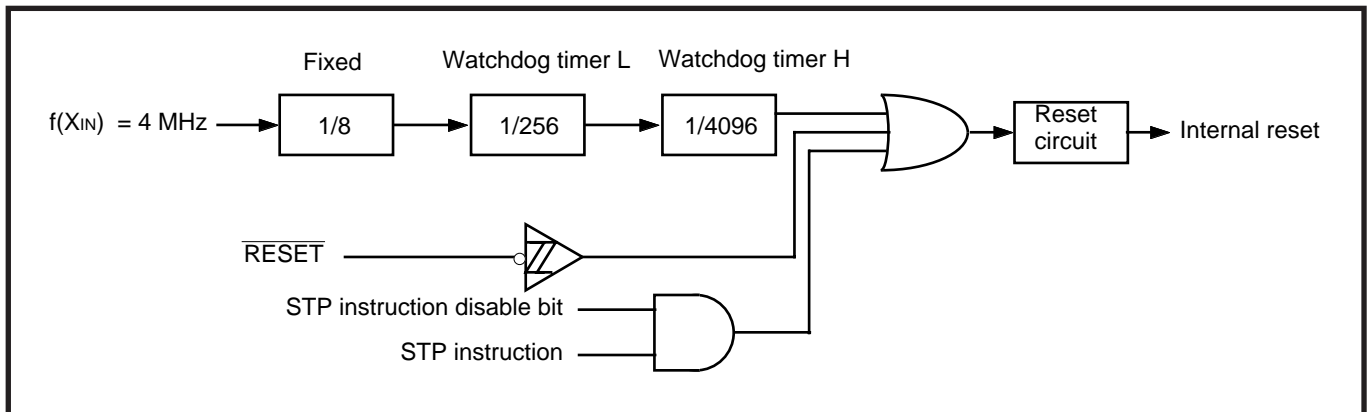 Fixed
Watchdog timer L
Watchdog timer H
f(XIN) = 4 MHz
1/8
1/256
1/4096
Reset
circuit
Internal reset
RESET
STP instruction disable bit
STP instruction